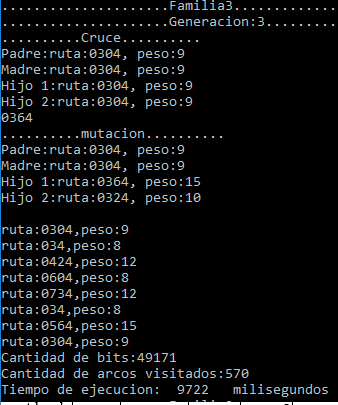 .....................Familia3.............
.....................Generacion:3.........
..........Cruce..........
Padre:ruta:0304, peso:9
Madre:ruta:0304, peso:9
Hijo 1:ruta:0304, peso:9
Hijo 2:ruta:0304, peso:9
0364
..........mutacion..........
Padre:ruta:0304, peso:9
Madre:ruta:0304, peso:9
Hijo 1:ruta:0364, peso:15
Hijo 2:ruta:0324, peso:10
ruta:0304,peso:9
ruta:034,peso:8
ruta:0424,peso:12
ruta:0604,peso:8
ruta:0734,peso:12
ruta:034,peso:8
ruta:0564,peso:15
ruta:0304,peso:9
Cantidad de bits:49171
Cantidad de arcos visitados:570
Tiempo de ejecucion:  9722   milisegundos